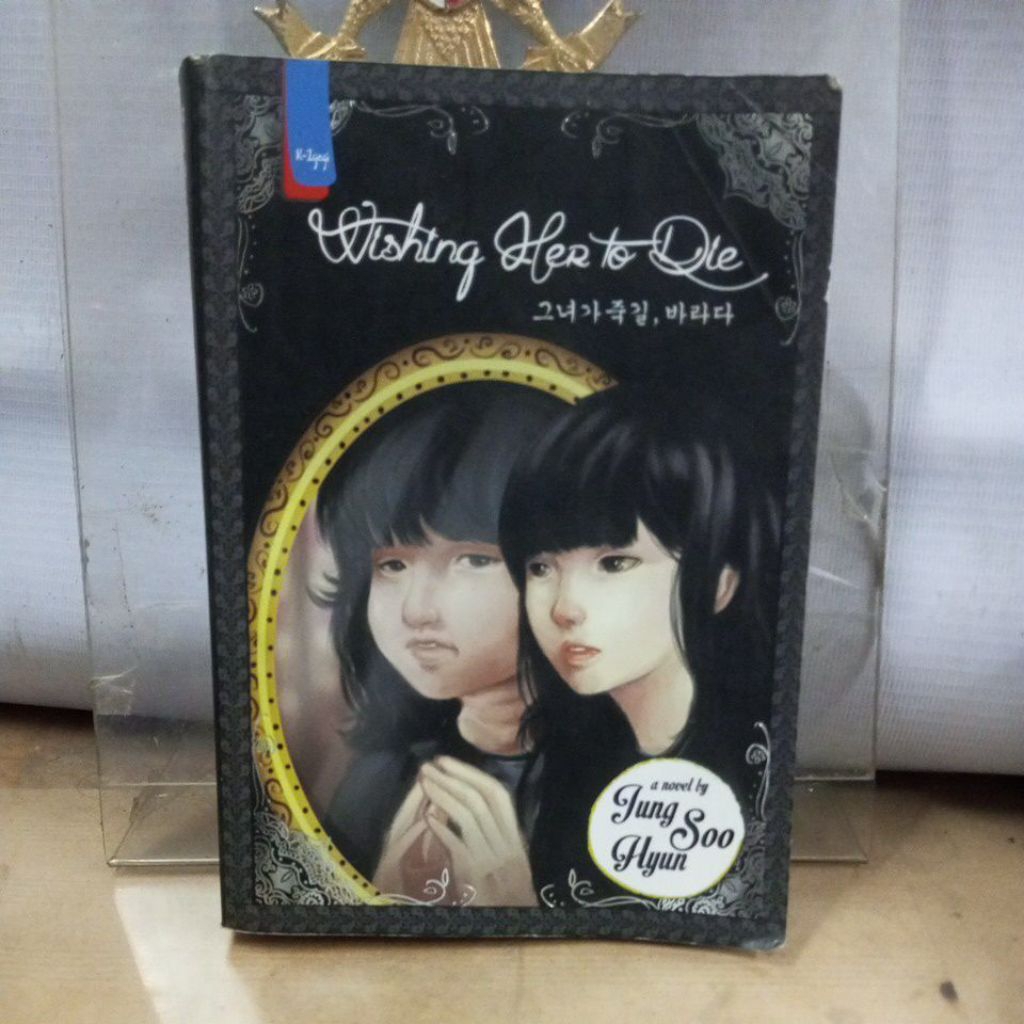 Wishing Her to Die
그녀가 죽길, 바라다
a novel by
Jung
Soo
Hyun